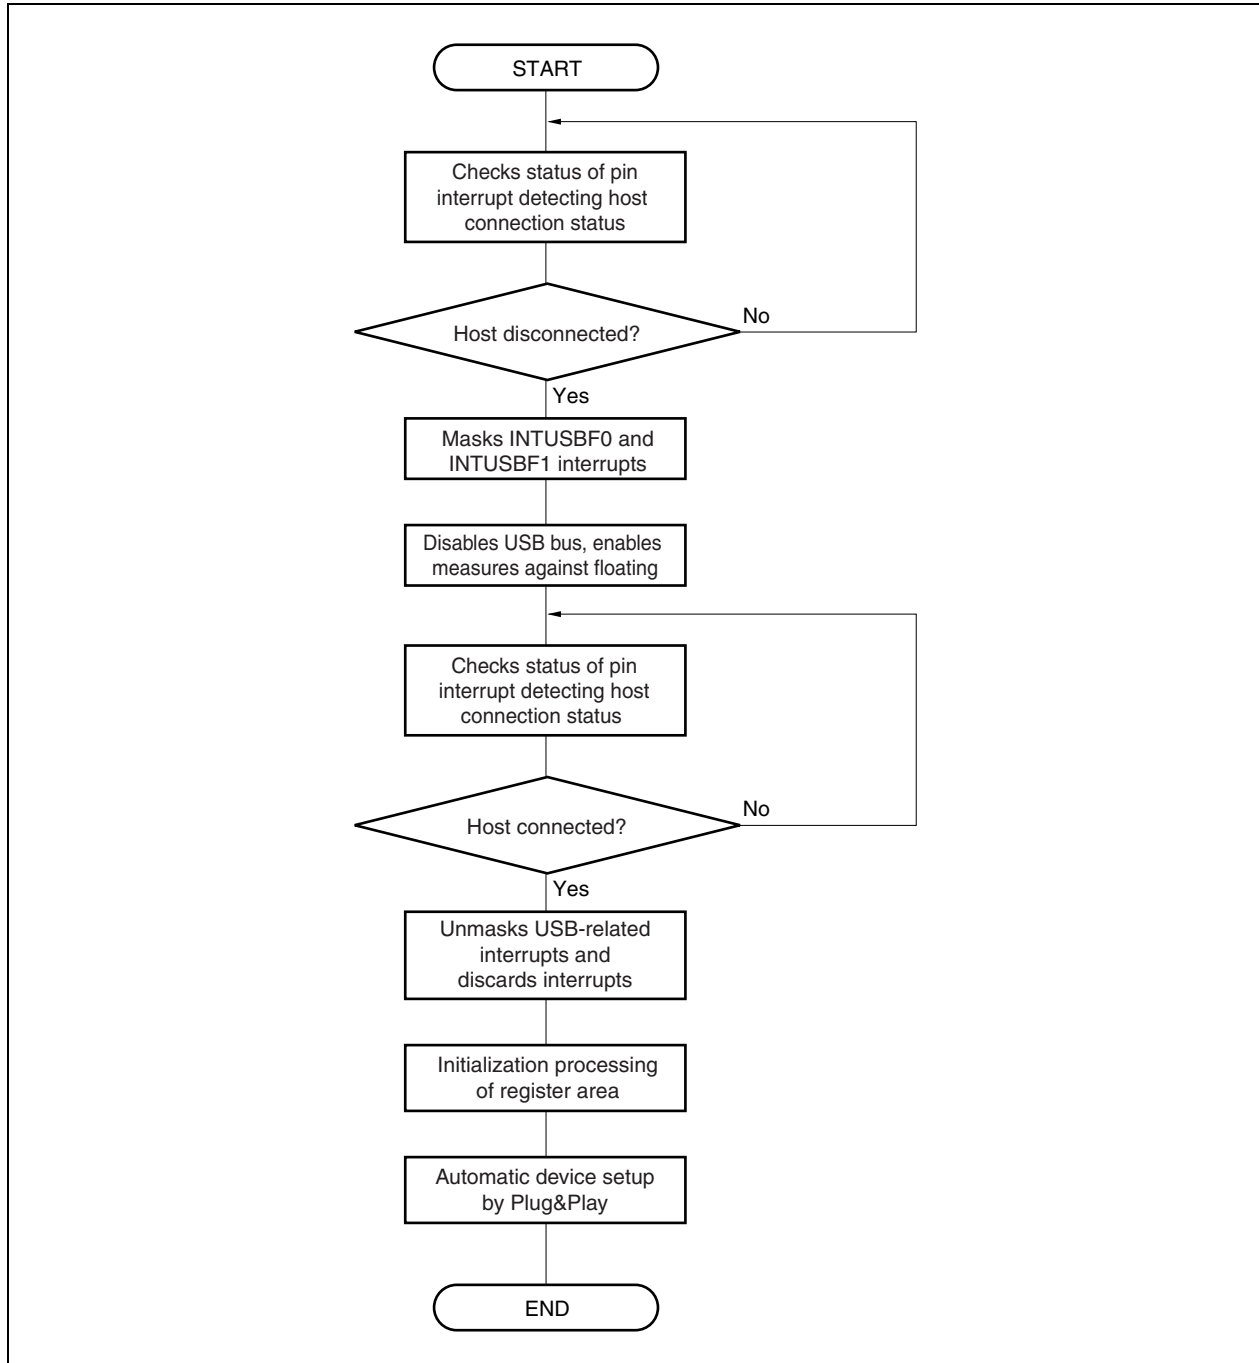 START
Checks status of pin
interrupt detecting host
connection status
Host disconnected?
No
Yes
Masks INTUSBF0 and
INTUSBF1 interrupts
Disables USB bus, enables
measures against floating
Checks status of pin
interrupt detecting host
connection status
Host connected?
No
Yes
Unmasks USB-related
interrupts and
discards interrupts
Initialization processing
of register area
Automatic device setup
by Plug&Play
END